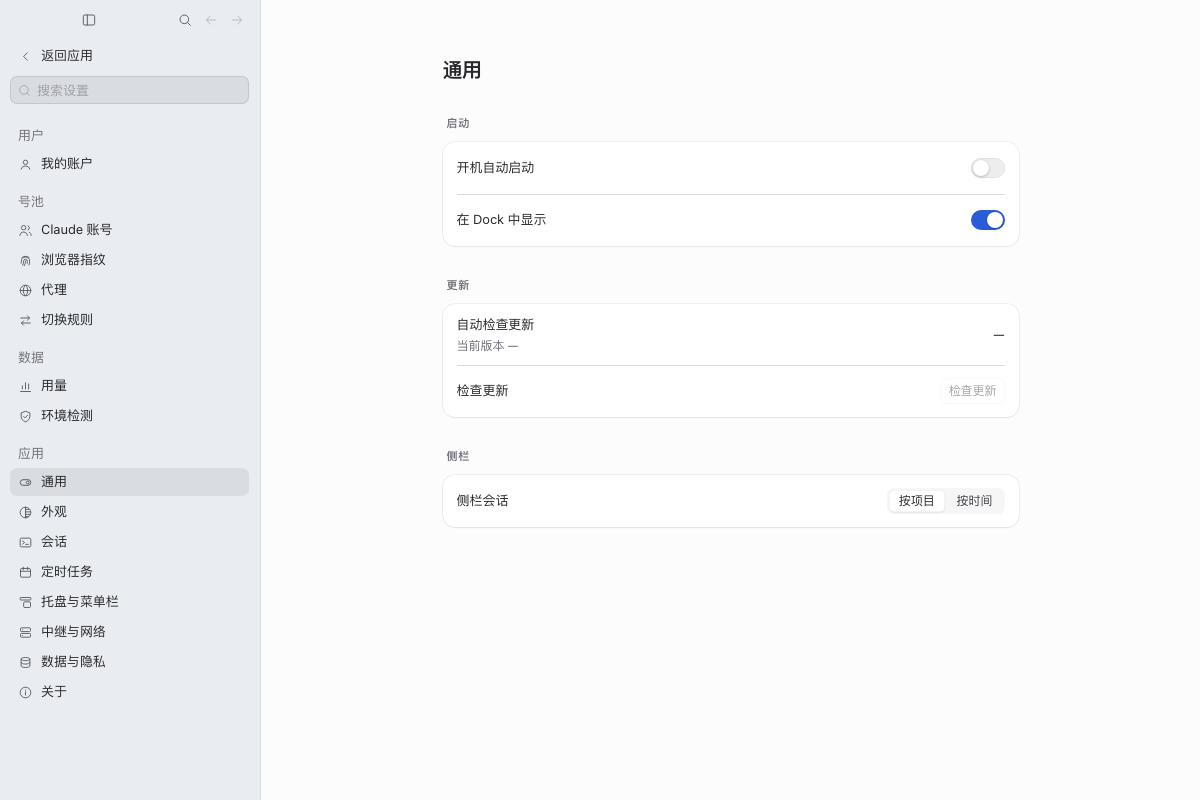 返回应用
搜索设置
用户
我的账户
号池
Claude 账号
浏览器指纹
代理
切换规则
数据
用量
环境检测
应用
通用
外观
会话
定时任务
托盘与菜单栏
中继与网络
数据与隐私
关于
通用
启动
开机自动启动
在 Dock 中显示
更新
自动检查更新
当前版本 —
—
检查更新
检查更新
侧栏
侧栏会话
按项目 按时间